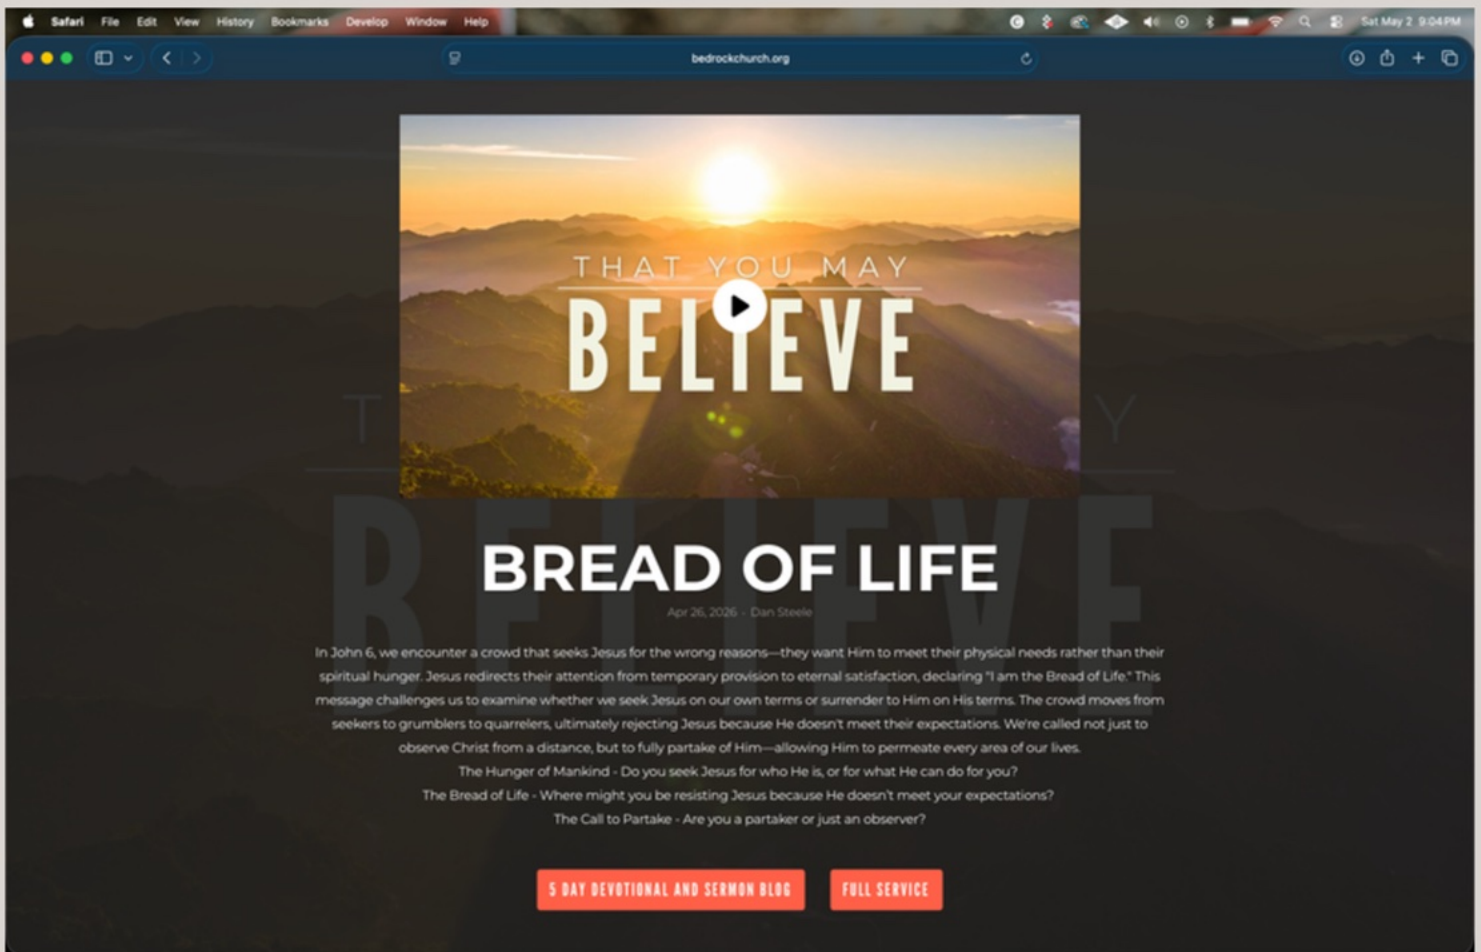 Safari File Edit View History Bookmarks Develop Window Help Sat May 2 9:04 PM
bedrockchurch.org
THAT YOU MAY
BELIEVE
T Y
BELIEVE
BREAD OF LIFE
Apr 26, 2026 · Dan Steele
In John 6, we encounter a crowd that seeks Jesus for the wrong reasons—they want Him to meet their physical needs rather than their
spiritual hunger. Jesus redirects their attention from temporary provision to eternal satisfaction, declaring "I am the Bread of Life." This
message challenges us to examine whether we seek Jesus on our own terms or surrender to Him on His terms. The crowd moves from
seekers to grumblers to quarrelers, ultimately rejecting Jesus because He doesn't meet their expectations. We're called not just to
observe Christ from a distance, but to fully partake of Him—allowing Him to permeate every area of our lives.
The Hunger of Mankind - Do you seek Jesus for who He is, or for what He can do for you?
The Bread of Life - Where might you be resisting Jesus because He doesn't meet your expectations?
The Call to Partake - Are you a partaker or just an observer?
5 DAY DEVOTIONAL AND SERMON BLOG FULL SERVICE